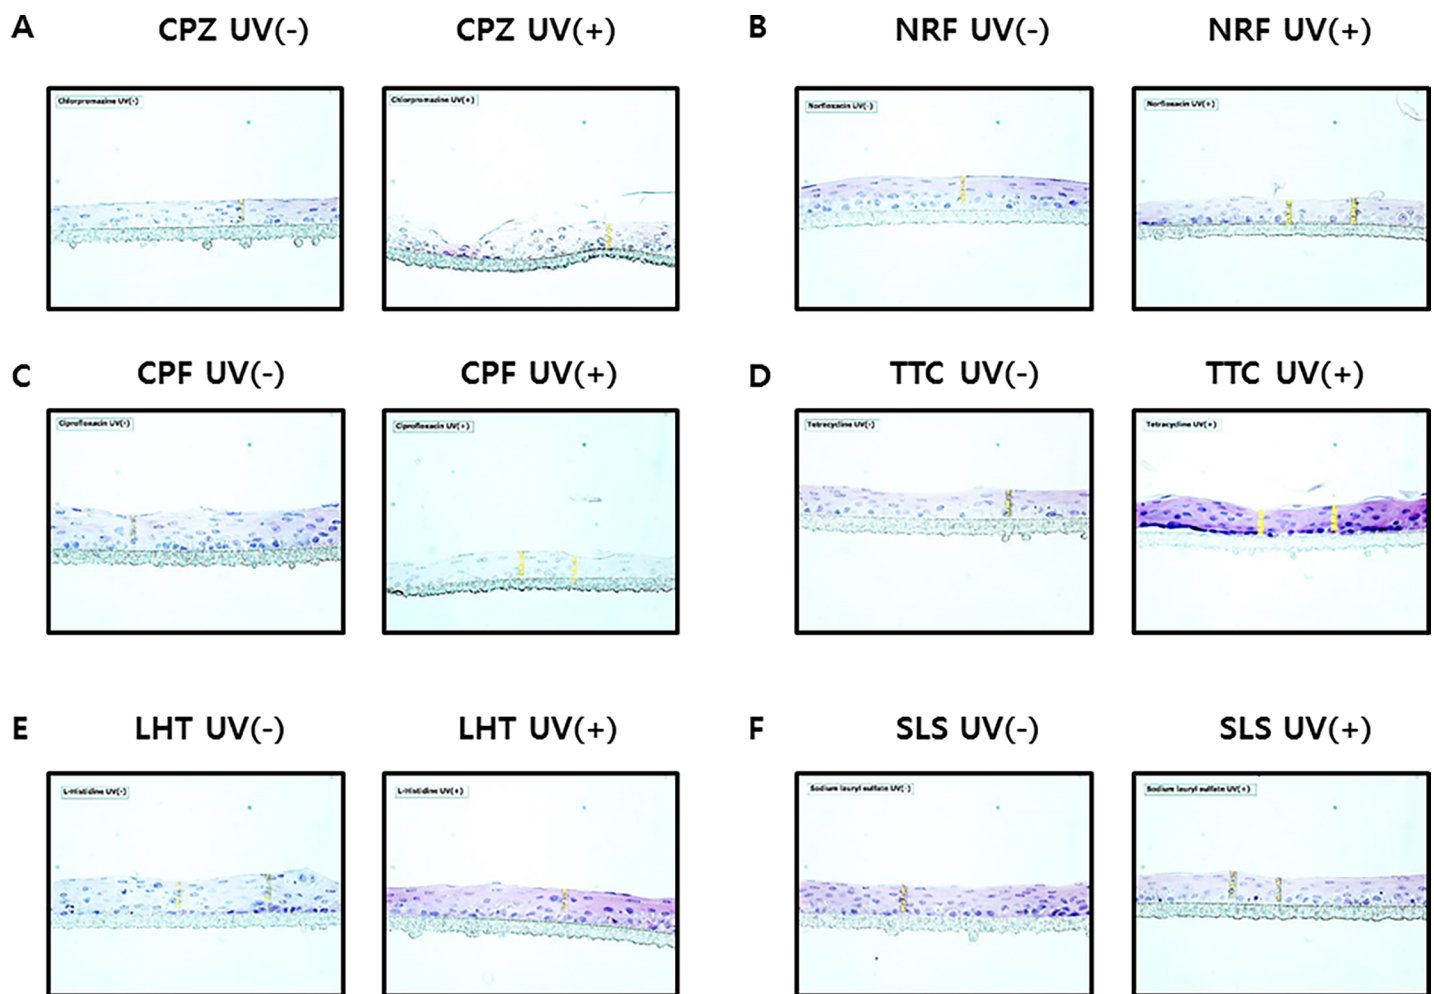 A CPZ UV(-) CPZ UV(+) B NRF UV(-) NRF UV(+)
Chlorpromazine UV(-) Chlorpromazine UV(+) Norfloxacin UV(-) Norfloxacin UV(+)
C CPF UV(-) CPF UV(+) D TTC UV(-) TTC UV(+)
Ciprofloxacin UV(-) Ciprofloxacin UV(+) Tetracycline UV(-) Tetracycline UV(+)
E LHT UV(-) LHT UV(+) F SLS UV(-) SLS UV(+)
L-Histidine UV(-) L-Histidine UV(+) Sodium lauryl sulfate UV(-) Sodium lauryl sulfate UV(+)